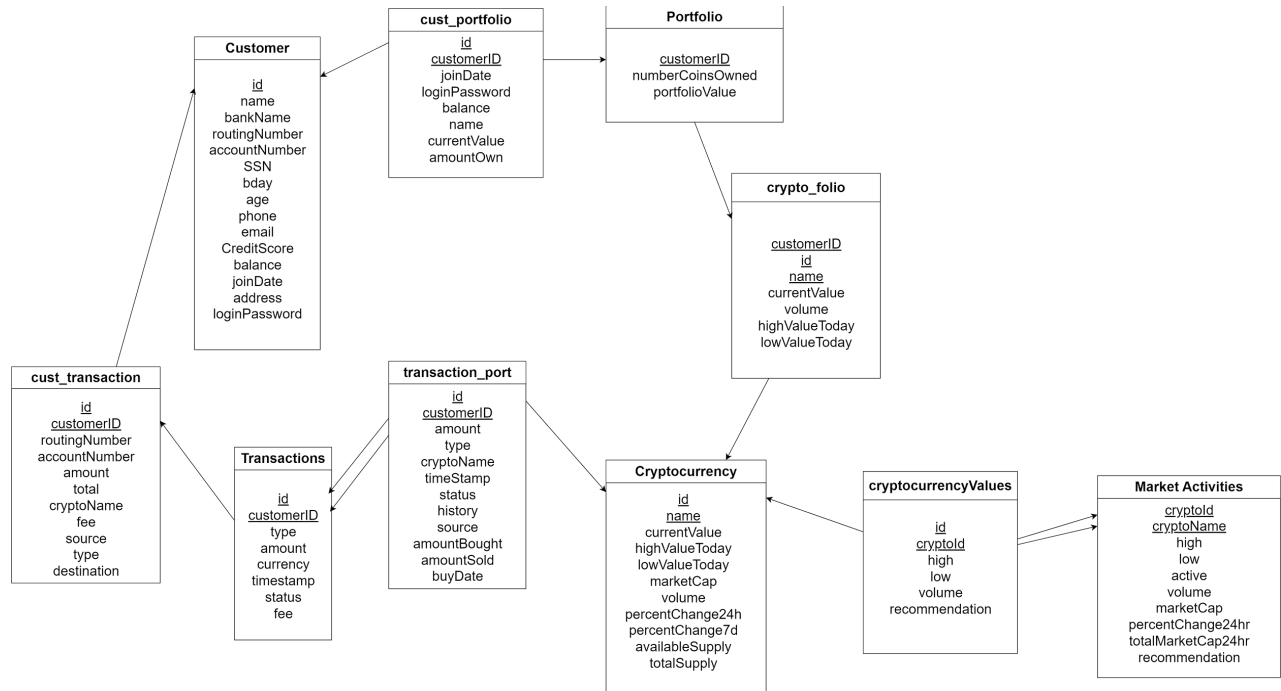 cust_portfolio
id
customerID
joinDate
loginPassword
balance
name
currentValue
amountOwn
Portfolio
customerID
numberCoinsOwned
portfolioValue
Customer
id
name
bankName
routingNumber
accountNumber
SSN
bday
age
phone
email
CreditScore
balance
joinDate
address
loginPassword
crypto_folio
customerID
id
name
currentValue
volume
highValueToday
lowValueToday
cust_transaction
id
customerID
routingNumber
accountNumber
amount
total
cryptoName
fee
source
type
destination
Transactions
id
customerID
type
amount
currency
timestamp
status
fee
transaction_port
id
customerID
amount
type
cryptoName
timeStamp
status
history
source
amountBought
amountSold
buyDate
Cryptocurrency
id
name
currentValue
highValueToday
lowValueToday
marketCap
volume
percentChange24h
percentChange7d
availableSupply
totalSupply
cryptocurrencyValues
id
cryptoId
high
low
volume
recommendation
Market Activities
cryptoId
cryptoName
high
low
active
volume
marketCap
percentChange24hr
totalMarketCap24hr
recommendation